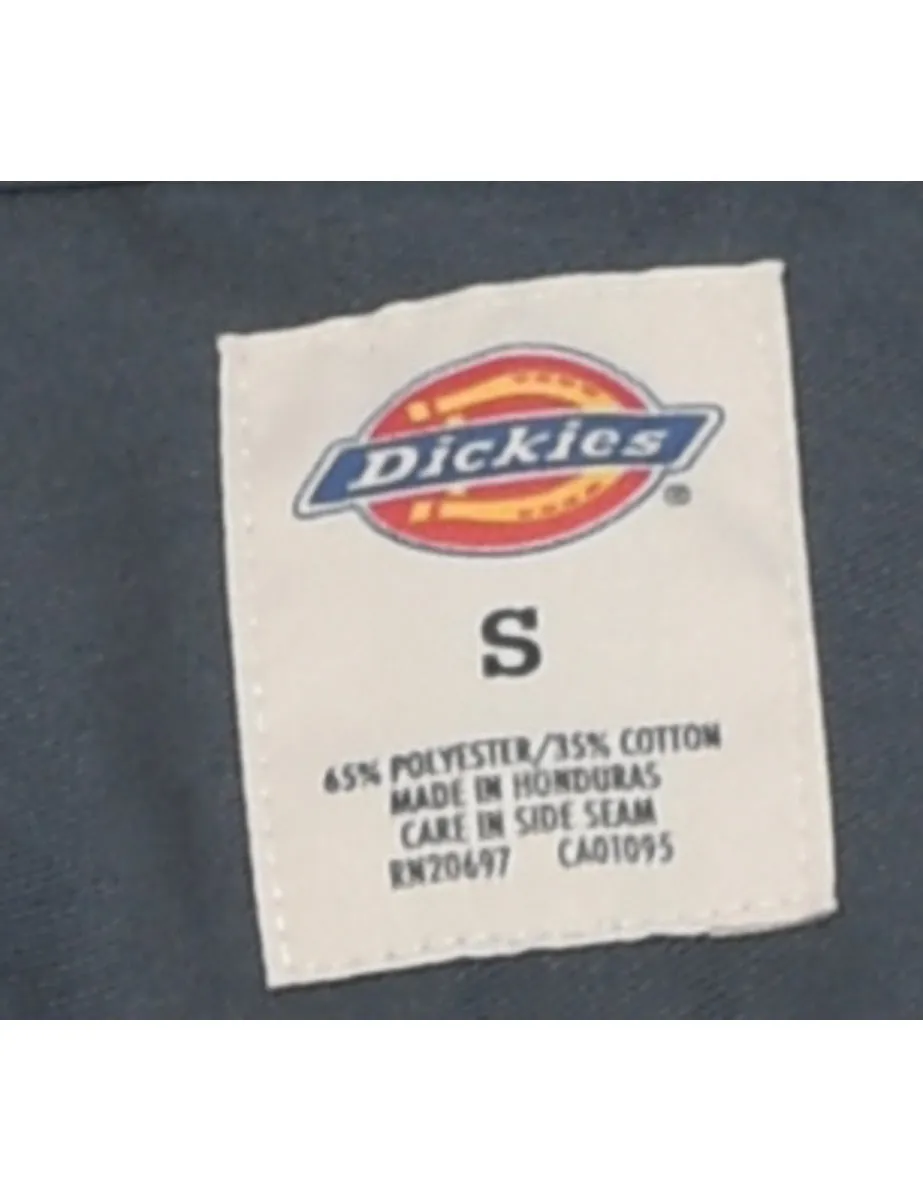 Dickies
®
S
65% POLYESTER/35% COTTON
MADE IN HONDURAS
CARE IN SIDE SEAM
RN20697 CA01095